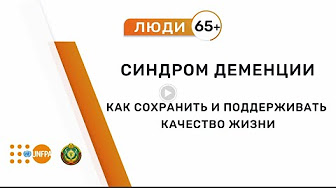 ЛЮДИ 65+
СИНДРОМ ДЕМЕНЦИИ
КАК СОХРАНИТЬ И ПОДДЕРЖИВАТЬ
КАЧЕСТВО ЖИЗНИ
UNFPA